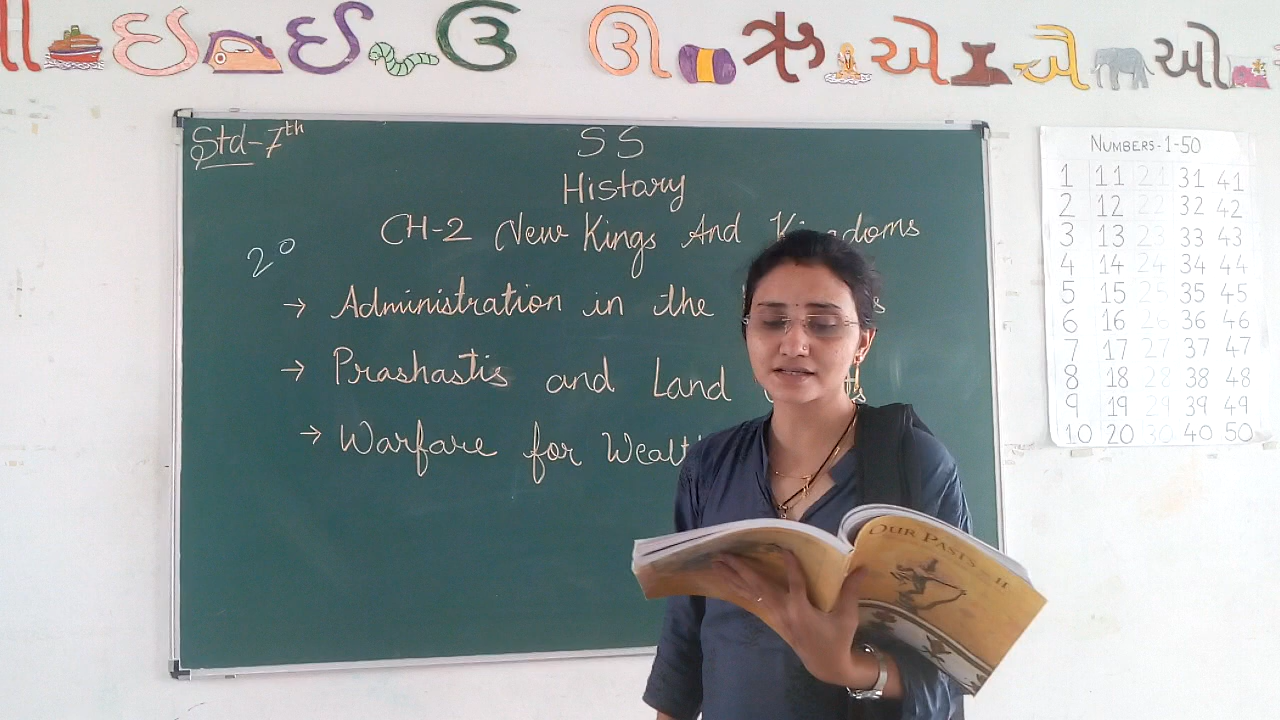 ઇ ઈ ઉ ઊ ઋ એ ઐ ઓ
Std-7th
SS
History
CH-2 New Kings And Kingdoms
20
→ Administration in the
→ Prashastis and Land
→ Warfare for
NUMBERS-1-50
1 11 21 31 41
2 12 22 32 42
3 13 23 33 43
4 14 24 34 44
5 15 25 35 45
6 16 26 36 46
7 17 27 37 47
8 18 28 38 48
9 19 29 39 49
10 20 30 40 50
OUR PASTS - II